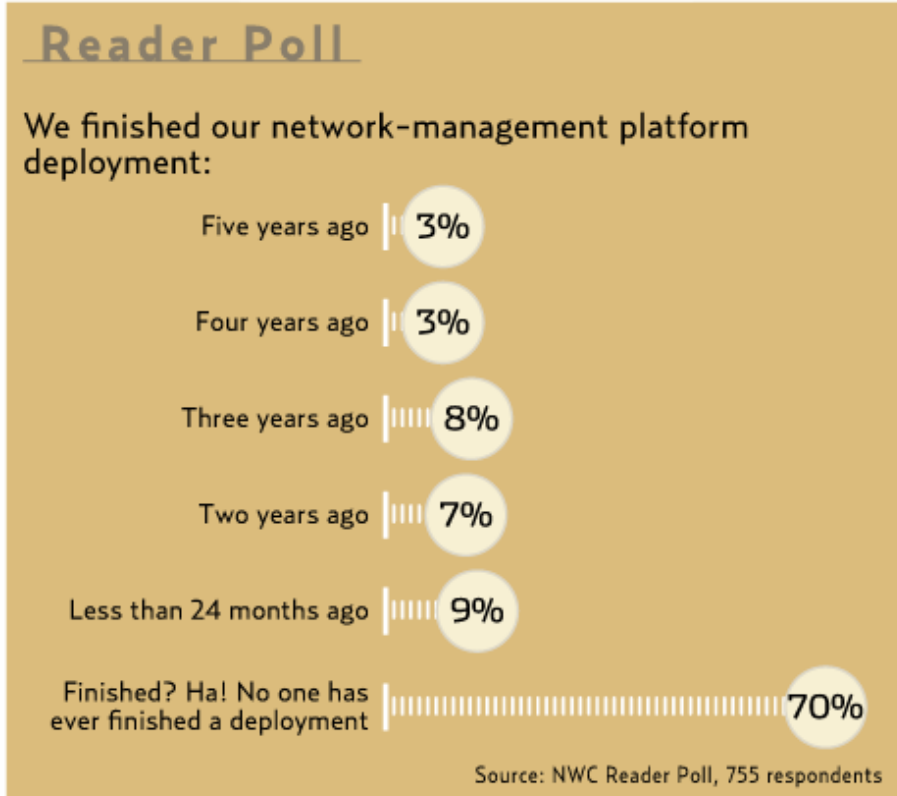 Reader Poll
We finished our network-management platform
deployment:
Five years ago 3%
Four years ago 3%
Three years ago 8%
Two years ago 7%
Less than 24 months ago 9%
Finished? Ha! No one has
ever finished a deployment 70%
Source: NWC Reader Poll, 755 respondents